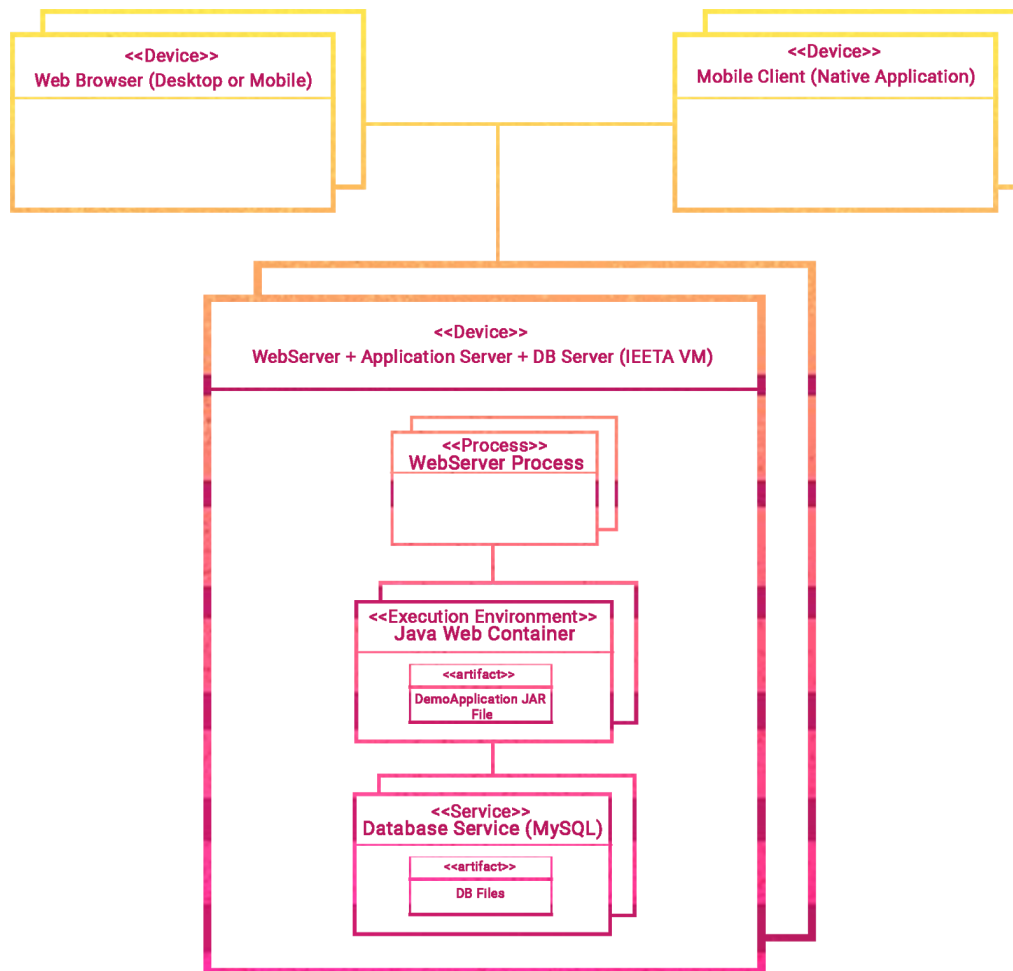 <<Device>>
Web Browser (Desktop or Mobile)
<<Device>>
Mobile Client (Native Application)
<<Device>>
WebServer + Application Server + DB Server (IEETA VM)
<<Process>>
WebServer Process
<<Execution Environment>>
Java Web Container
<<artifact>>
DemoApplication JAR
File
<<Service>>
Database Service (MySQL)
<<artifact>>
DB Files